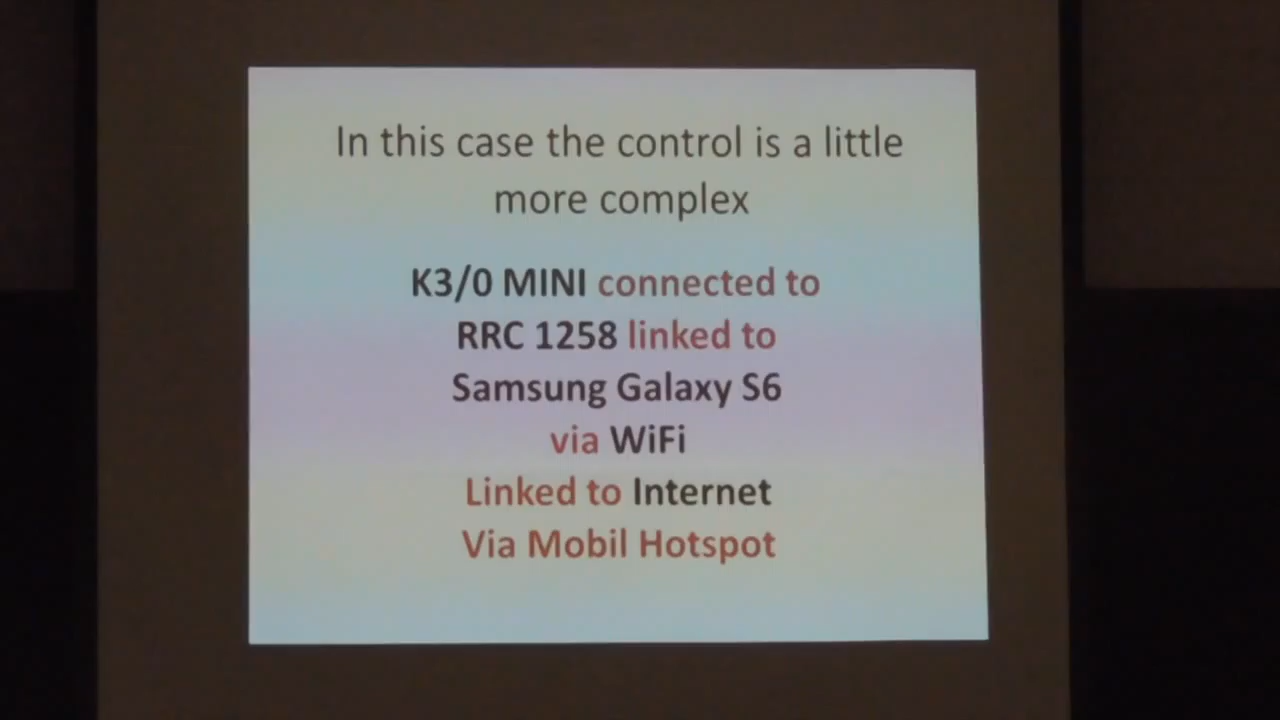 In this case the control is a little
more complex
K3/0 MINI connected to
RRC 1258 linked to
Samsung Galaxy S6
via WiFi
Linked to Internet
Via Mobil Hotspot